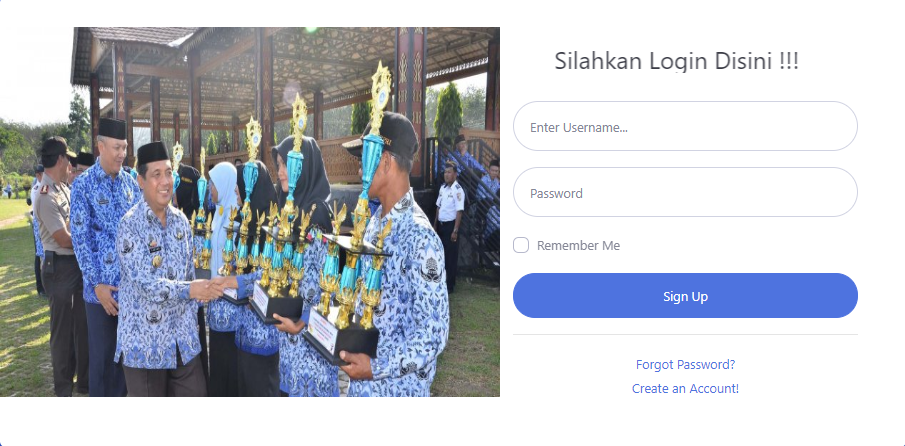 Silahkan Login Disini !!!
Enter Username...
Password
Remember Me
Sign Up
Forgot Password?
Create an Account!